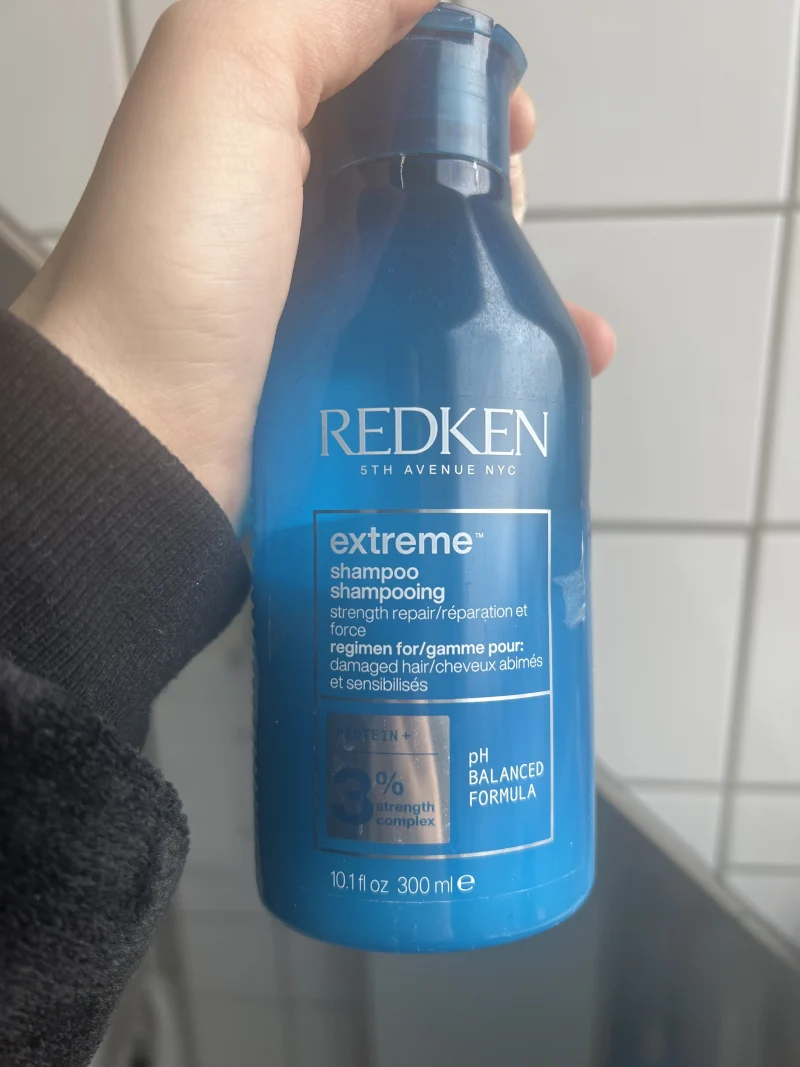 REDKEN
5TH AVENUE NYC
extreme™
shampoo
shampooing
strength repair/réparation et
force
regimen for/gamme pour:
damaged hair/cheveux abimés
et sensibilisés
PROTEIN +
3%
strength
complex
pH
BALANCED
FORMULA
10.1 fl oz 300 ml ℮